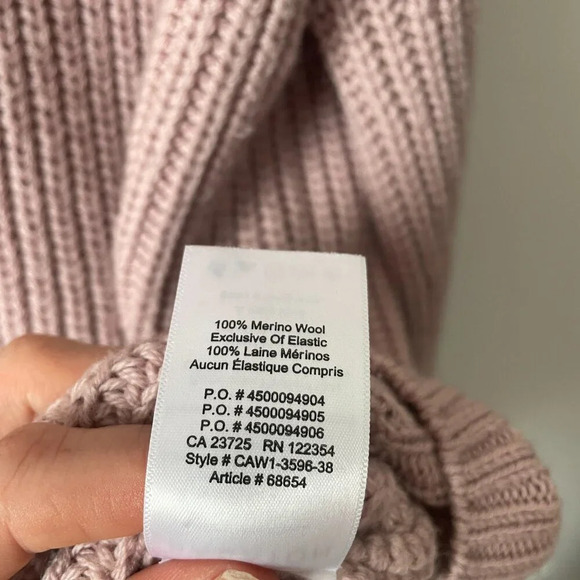 100% Merino Wool
Exclusive Of Elastic
100% Laine Mérinos
Aucun Élastique Compris
P.O. # 4500094904
P.O. # 4500094905
P.O. # 4500094906
CA 23725 RN 122354
Style # CAW1-3596-38
Article # 68654